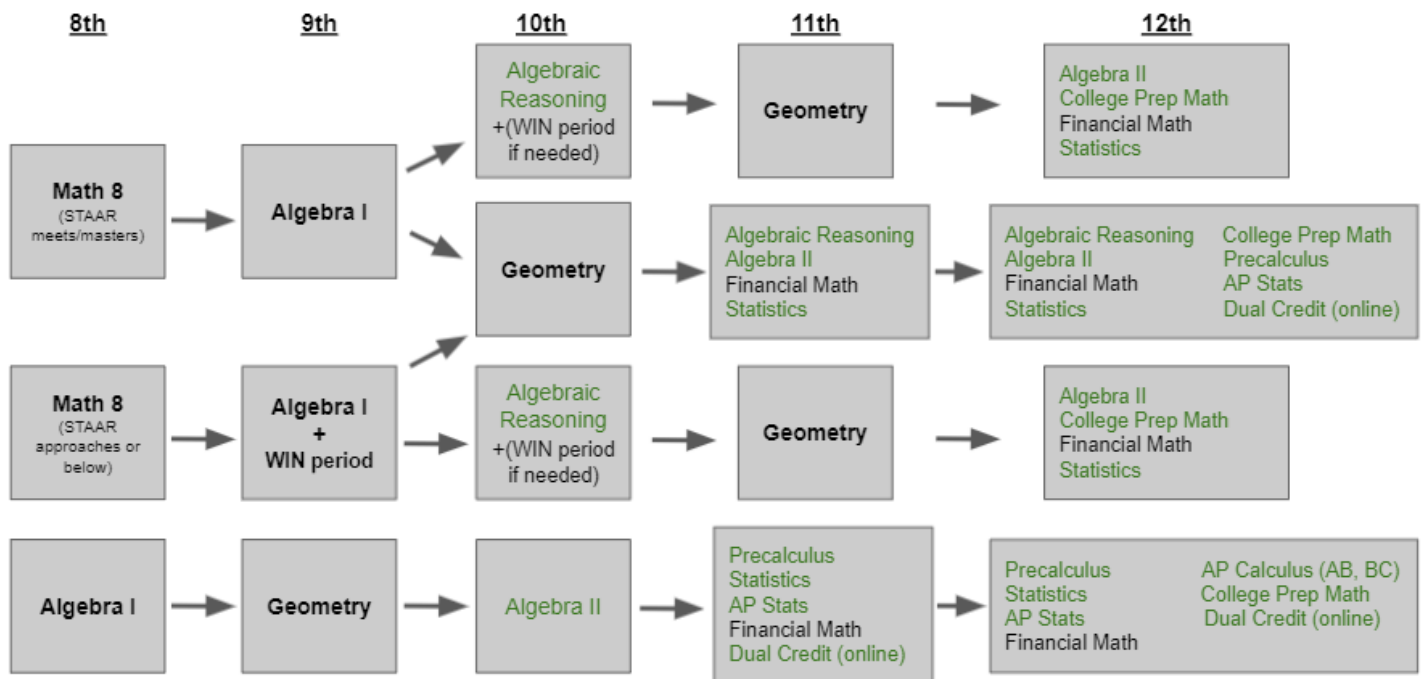 8th
9th
10th
11th
12th
Algebraic
Reasoning
+(WIN period
if needed)
Geometry
Algebra II
College Prep Math
Financial Math
Statistics
Math 8
(STAAR
meets/masters)
Algebra I
Geometry
Algebraic Reasoning
Algebra II
Financial Math
Statistics
Algebraic Reasoning
Algebra II
Financial Math
Statistics
College Prep Math
Precalculus
AP Stats
Dual Credit (online)
Math 8
(STAAR
approaches or
below)
Algebra I
+
WIN period
Algebraic
Reasoning
+(WIN period
if needed)
Geometry
Algebra II
College Prep Math
Financial Math
Statistics
Algebra I
Geometry
Algebra II
Precalculus
Statistics
AP Stats
Financial Math
Dual Credit (online)
Precalculus
Statistics
AP Stats
Financial Math
AP Calculus (AB, BC)
College Prep Math
Dual Credit (online)